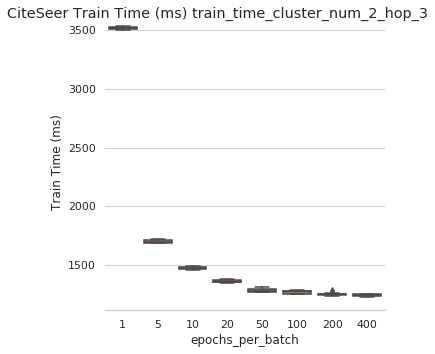 CiteSeer Train Time (ms) train_time_cluster_num_2_hop_3
3500
3000
2500
2000
1500
Train Time (ms)
1 5 10 20 50 100 200 400
epochs_per_batch